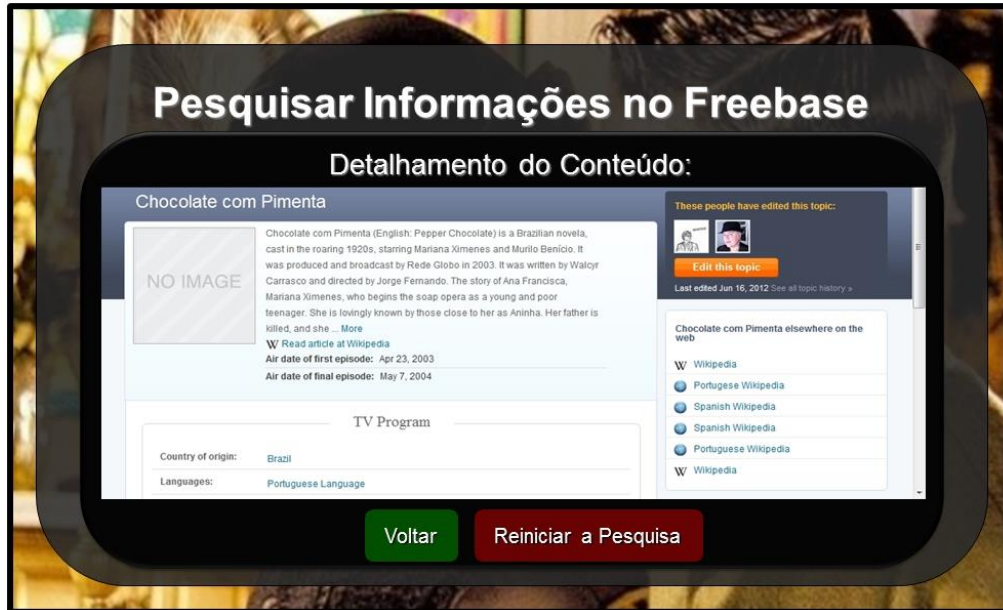 Pesquisar Informações no Freebase
Detalhamento do Conteúdo:
Chocolate com Pimenta
NO IMAGE
Chocolate com Pimenta (English: Pepper Chocolate) is a Brazilian novela,
cast in the roaring 1920s, starring Mariana Ximenes and Murilo Benício. It
was produced and broadcast by Rede Globo in 2003. It was written by Walcyr
Carrasco and directed by Jorge Fernando. The story of Ana Francisca,
Mariana Ximenes, who begins the soap opera as a young and poor
teenager. She is lovingly known by those close to her as Aninha. Her father is
killed, and she ... More
W Read article at Wikipedia
Air date of first episode: Apr 23, 2003
Air date of final episode: May 7, 2004
TV Program
Country of origin: Brazil
Languages: Portuguese Language
These people have edited this topic:
Edit this topic
Last edited Jun 16, 2012 See all topic history »
Chocolate com Pimenta elsewhere on the
web
W Wikipedia
Portugese Wikipedia
Spanish Wikipedia
Spanish Wikipedia
Portuguese Wikipedia
W Wikipedia
Voltar
Reiniciar a Pesquisa